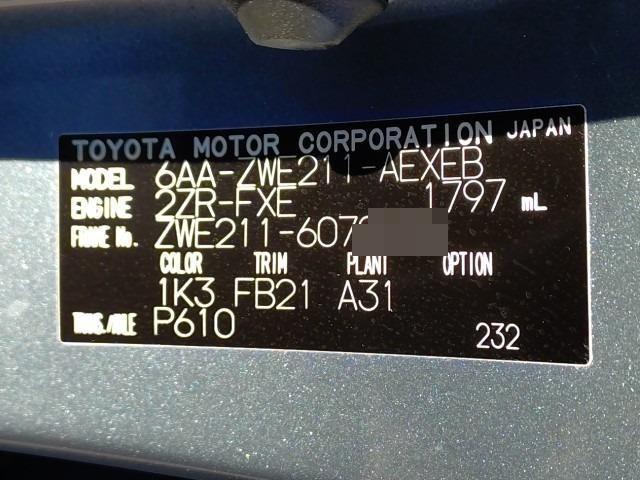 TOYOTA MOTOR CORPORATION JAPAN
MODEL 6AA-ZWE211-AEXEB
ENGINE 2ZR-FXE 1797 mL
FRAME No. ZWE211-607
COLOR TRIM PLANT OPTION
1K3 FB21 A31
TRNS./AXLE P610
232